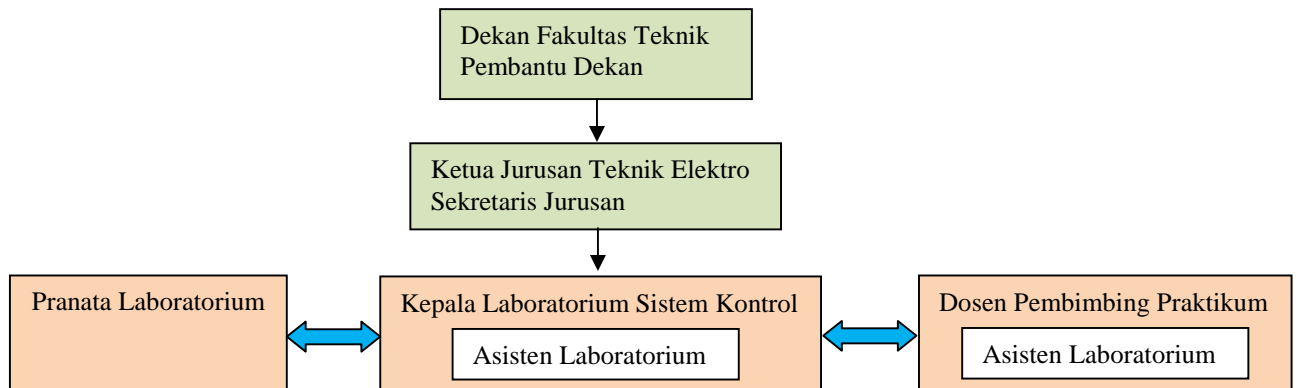 Dekan Fakultas Teknik
Pembantu Dekan
Ketua Jurusan Teknik Elektro
Sekretaris Jurusan
Pranata Laboratorium
Kepala Laboratorium Sistem Kontrol
Asisten Laboratorium
Dosen Pembimbing Praktikum
Asisten Laboratorium